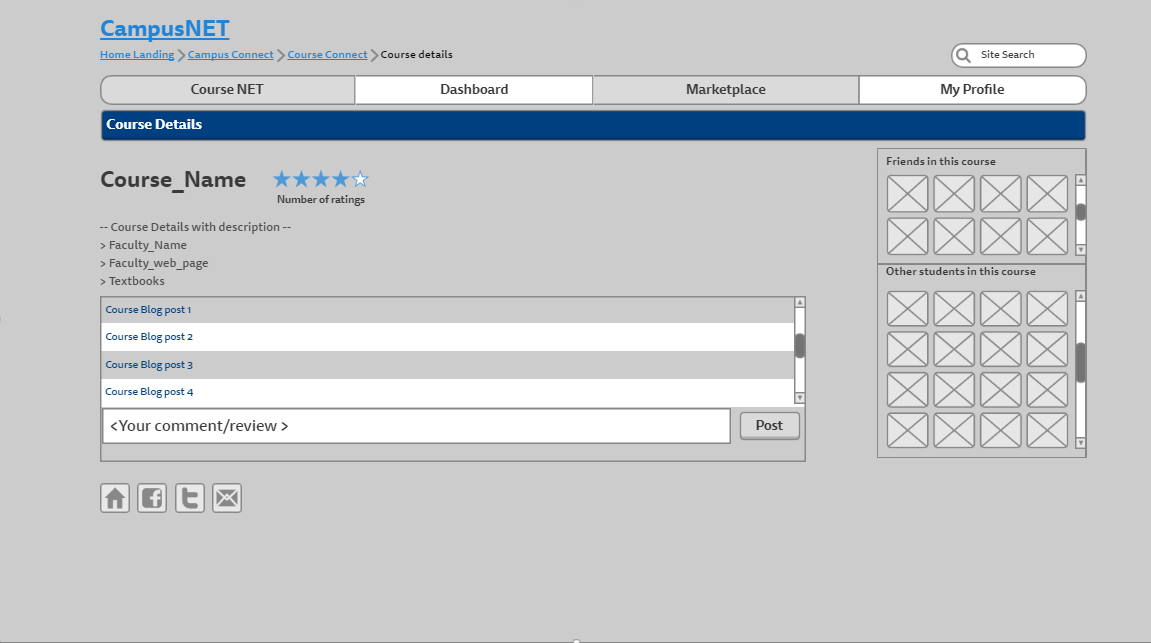 CampusNET
Home Landing Campus Connect Course Connect Course details
Site Search
Course NET Dashboard Marketplace My Profile
Course Details
Course_Name
Number of ratings
-- Course Details with description --
> Faculty_Name
> Faculty_web_page
> Textbooks
Course Blog post 1
Course Blog post 2
Course Blog post 3
Course Blog post 4
<Your comment/review >
Post
Friends in this course
Other students in this course